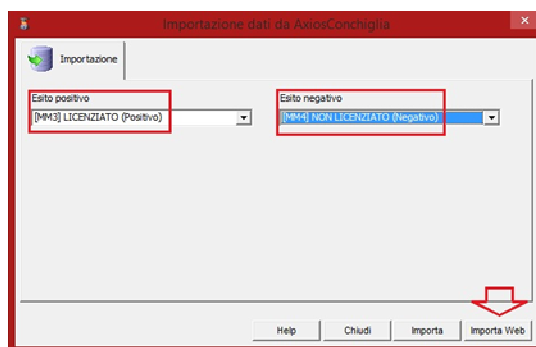 Importazione dati da AxiosConchiglia
Importazione
Esito positivo
[MM3] LICENZIATO (Positivo)
Esito negativo
[MM4] NON LICENZIATO (Negativo)
Help
Chiudi
Importa
Importa Web